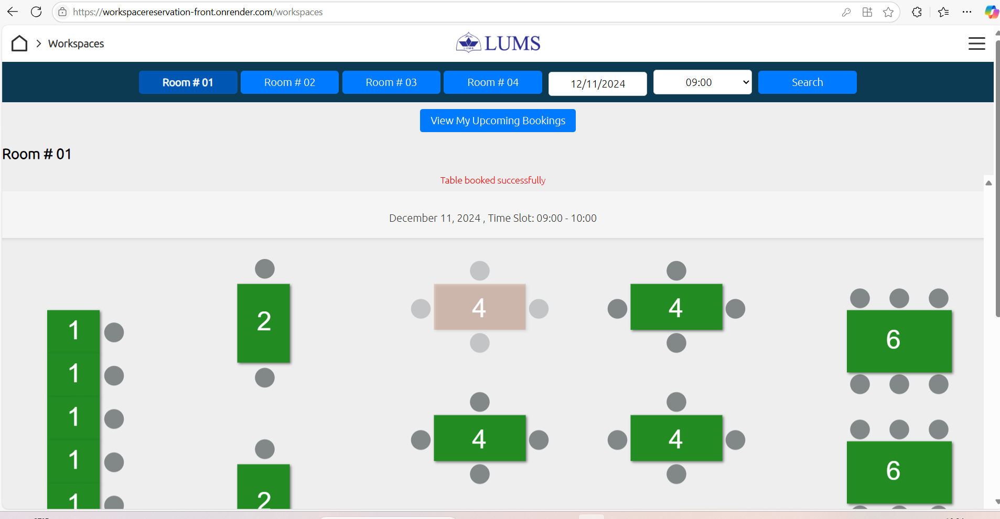 https://workspacereservation-front.onrender.com/workspaces
Workspaces
LUMS
LUMS
Room # 01
Room # 02
Room # 03
Room # 04
12/11/2024
09:00
Search
View My Upcoming Bookings
Room # 01
Table booked successfully
December 11, 2024 , Time Slot: 09:00 - 10:00
1
1
1
1
1
2
2
4
4
4
4
6
6